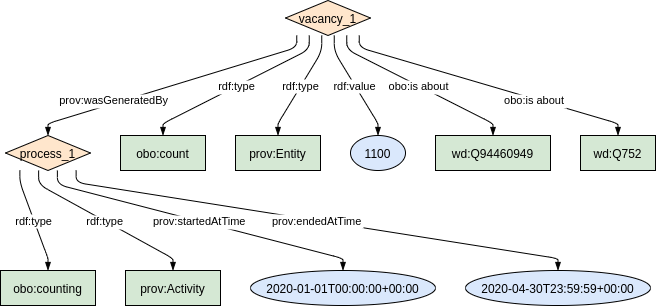 vacancy_1
prov:wasGeneratedBy
rdf:type
rdf:type
rdf:value
obo:is about
obo:is about
process_1
obo:count
prov:Entity
1100
wd:Q94460949
wd:Q752
rdf:type
rdf:type
prov:startedAtTime
prov:endedAtTime
obo:counting
prov:Activity
2020-01-01T00:00:00+00:00
2020-04-30T23:59:59+00:00